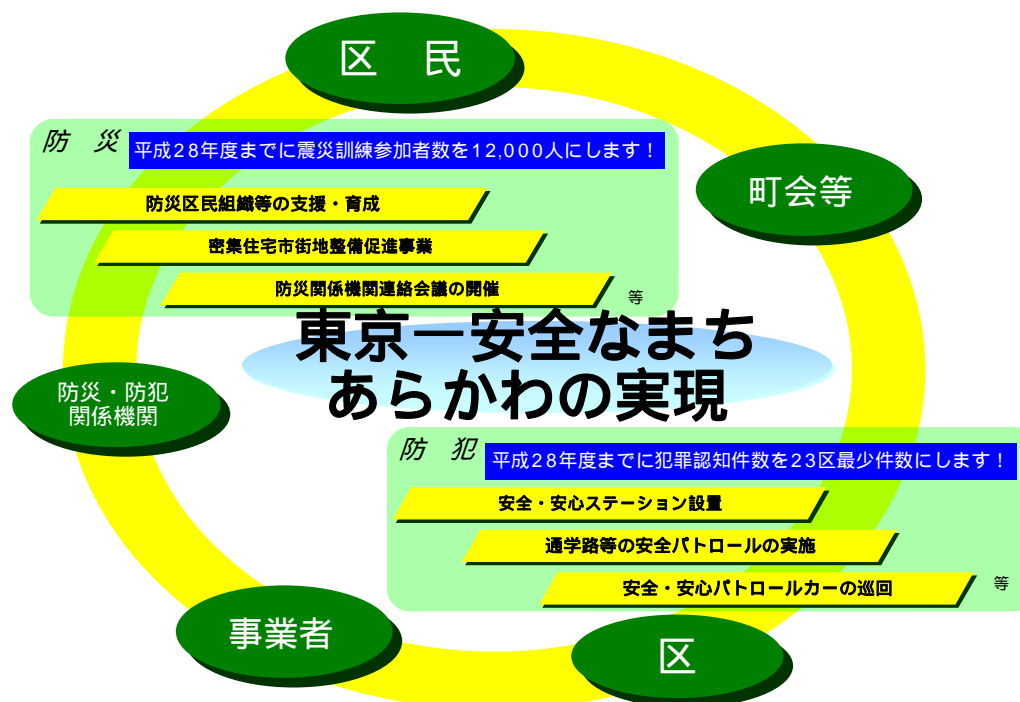 区　民
町会等
防　災
平成28年度までに震災訓練参加者数を12,000人にします！
防災区民組織等の支援・育成
密集住宅市街地整備促進事業
防災関係機関連絡会議の開催
等
東京一安全なまち
あらかわの実現
防災・防犯
関係機関
防　犯
平成28年度までに犯罪認知件数を23区最少件数にします！
安全・安心ステーション設置
通学路等の安全パトロールの実施
安全・安心パトロールカーの巡回
等
事業者
区